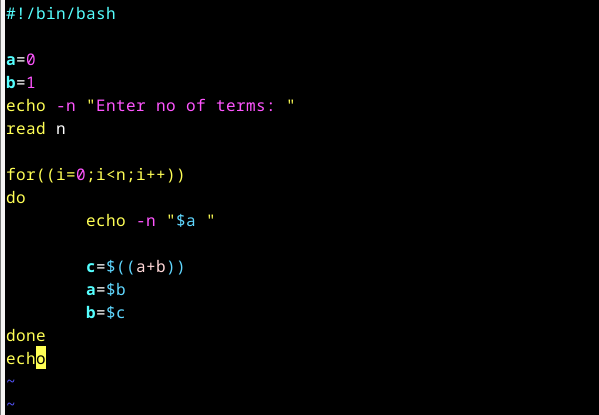 #!/bin/bash

a=0
b=1
echo -n "Enter no of terms: "
read n

for((i=0;i<n;i++))
do
        echo -n "$a "

        c=$((a+b))
        a=$b
        b=$c
done
echo
~
~